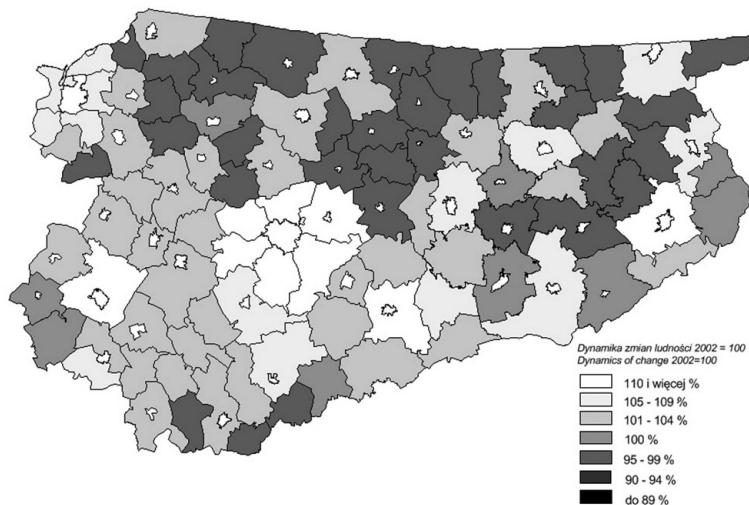 Dynamika zmian ludności 2002 = 100
Dynamics of change 2002=100
110 i więcej %
105 - 109 %
101 - 104 %
100 %
95 - 99 %
90 - 94 %
do 89 %